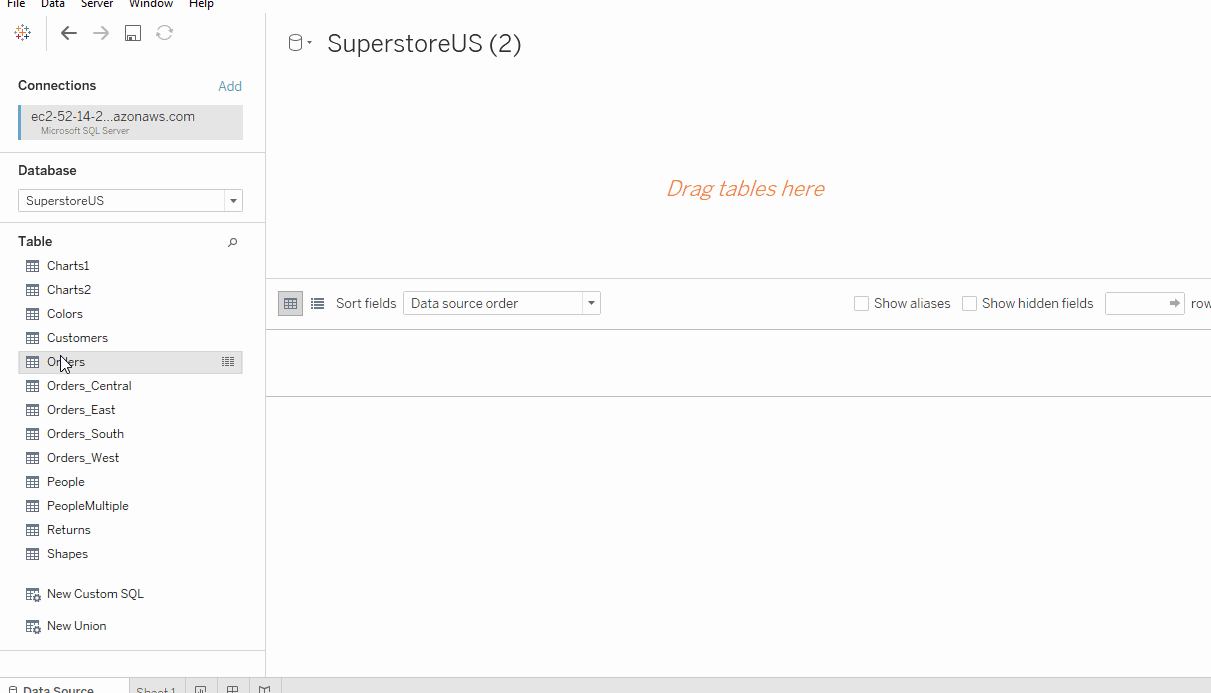 File Data Server Window Help
SuperstoreUS (2)
Connections Add
ec2-52-14-2...azonaws.com
Microsoft SQL Server
Database
SuperstoreUS
Drag tables here
Table
Charts1
Charts2
Colors
Customers
Orders
Orders_Central
Orders_East
Orders_South
Orders_West
People
PeopleMultiple
Returns
Shapes
New Custom SQL
New Union
Sort fields Data source order Show aliases Show hidden fields row
Data Source Sheet 1